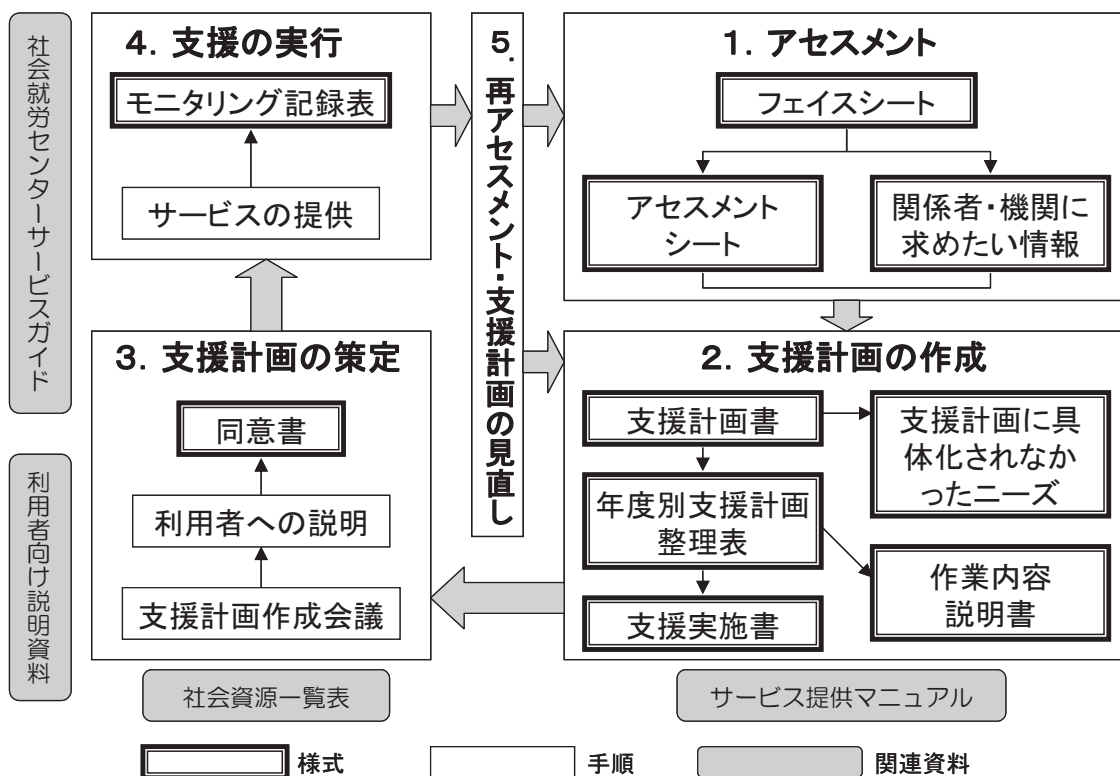 社会就労センターサービスガイド
利用者向け説明資料
4．支援の実行
モニタリング記録表
サービスの提供
5．再アセスメント・支援計画の見直し
1．アセスメント
フェイスシート
アセスメント
シート
関係者・機関に
求めたい情報
3．支援計画の策定
同意書
利用者への説明
支援計画作成会議
2．支援計画の作成
支援計画書
年度別支援計画
整理表
支援実施書
支援計画に具
体化されなか
ったニーズ
作業内容
説明書
社会資源一覧表
サービス提供マニュアル
様式
手順
関連資料